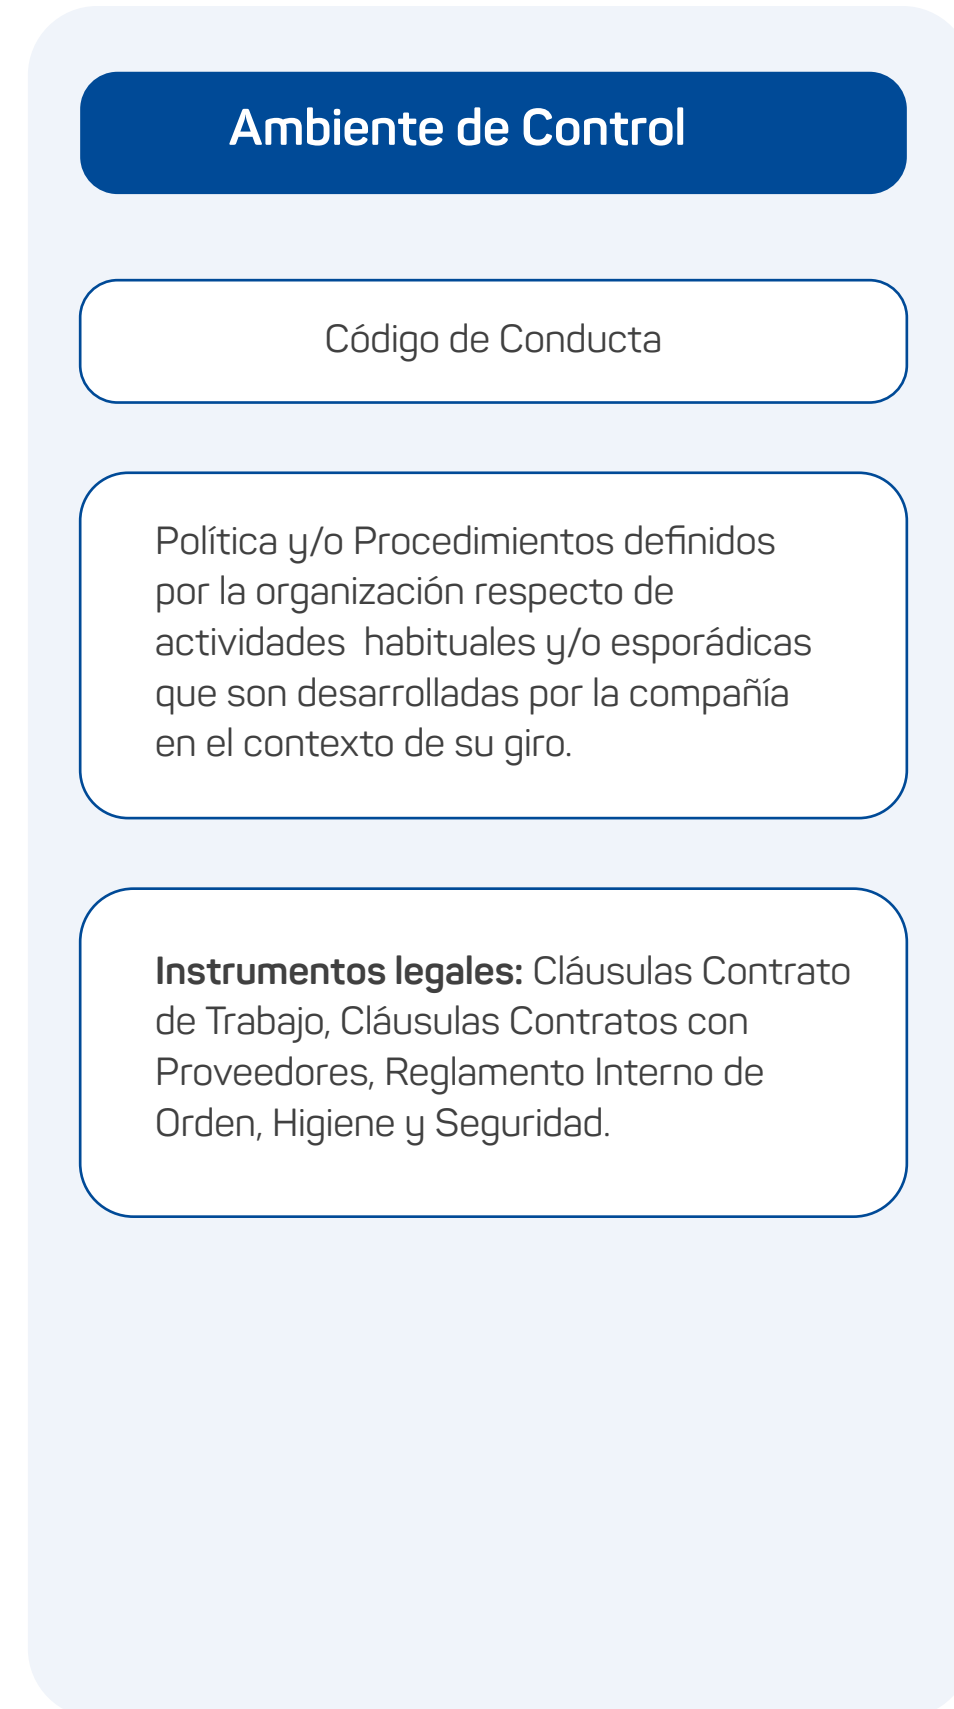 Ambiente de Control
Código de Conducta
Política y/o Procedimientos definidos
por la organización respecto de
actividades  habituales y/o esporádicas
que son desarrolladas por la compañía
en el contexto de su giro.
Instrumentos legales: Cláusulas Contrato
de Trabajo, Cláusulas Contratos con
Proveedores, Reglamento Interno de
Orden, Higiene y Seguridad.